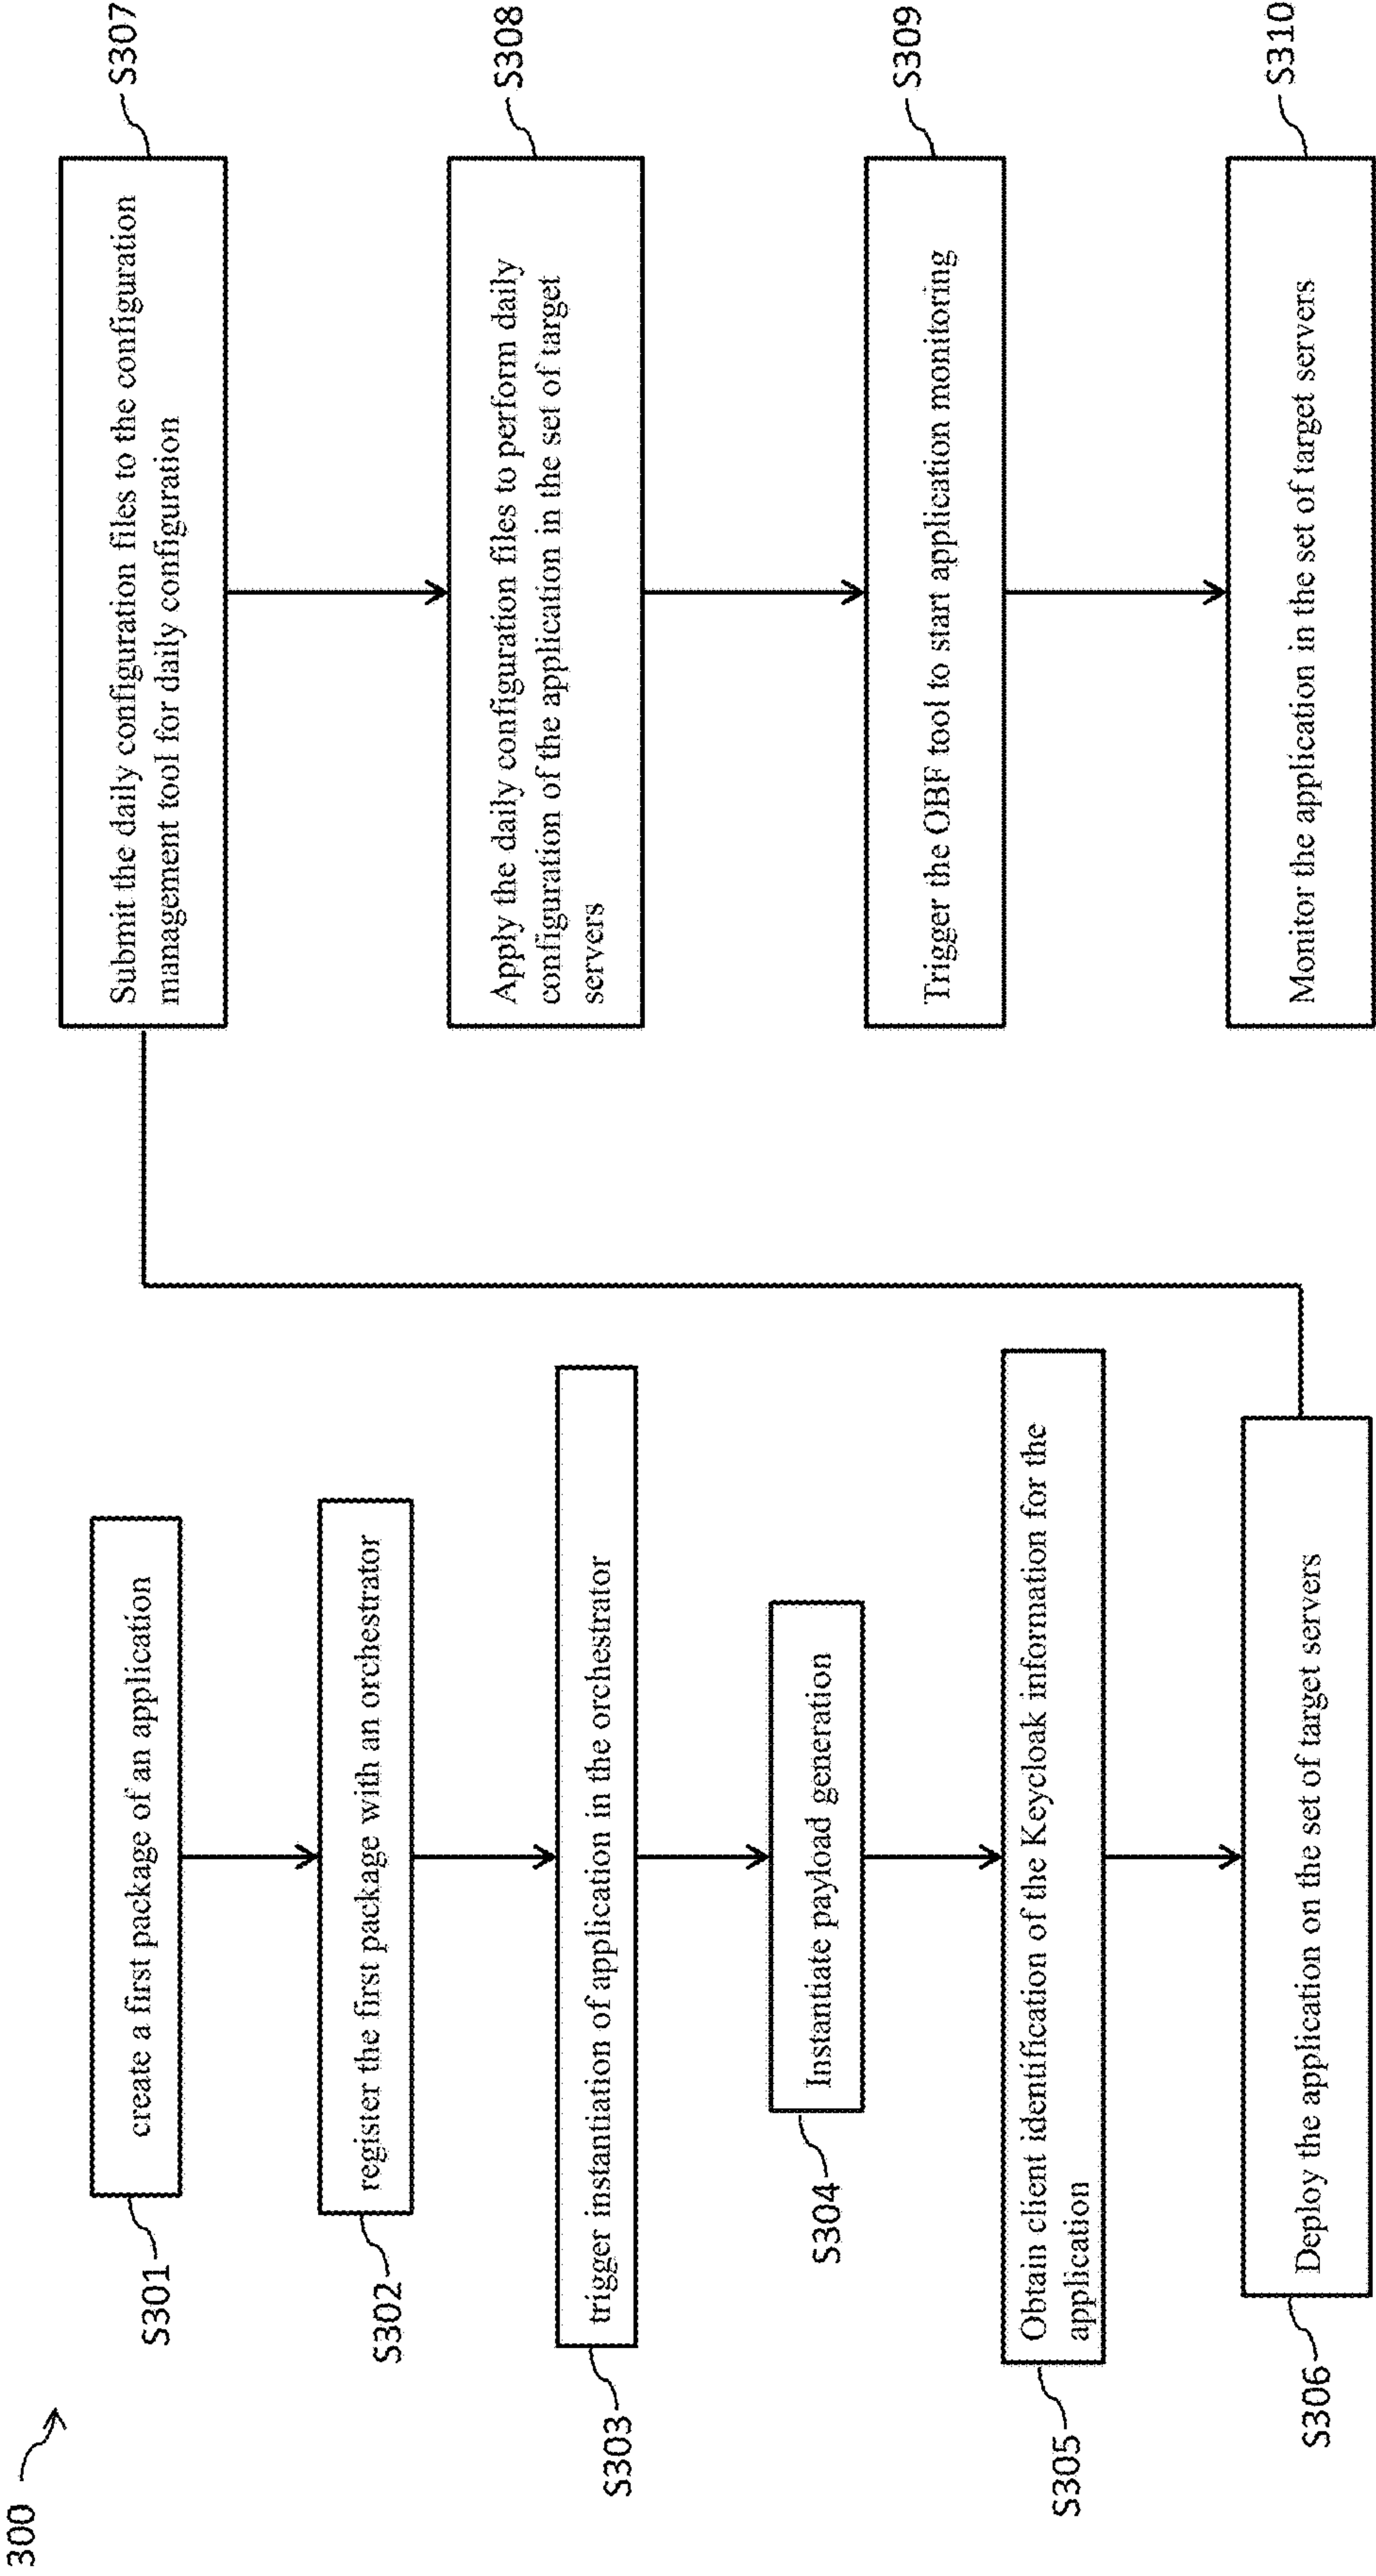 300
S301
create a first package of an application
S302
register the first package with an orchestrator
S303
trigger instantiation of application in the orchestrator
S304
Instantiate payload generation
S305
Obtain client identification of the Keycloak information for the
application
S306
Deploy the application on the set of target servers
S307
Submit the daily configuration files to the configuration
management tool for daily configuration
S308
Apply the daily configuration files to perform daily
configuration of the application in the set of target
servers
S309
Trigger the OBF tool to start application monitoring
S310
Monitor the application in the set of target servers